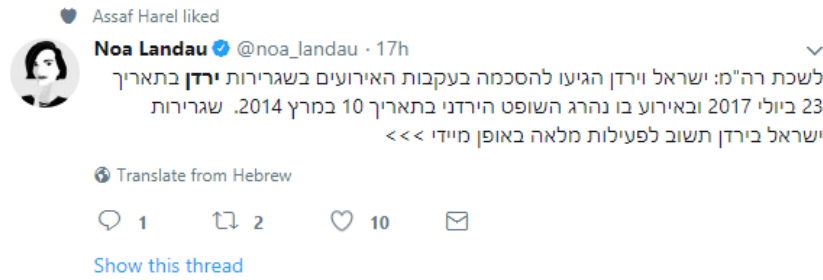 Assaf Harel liked
Noa Landau @noa_landau · 17h
לשכת רה"מ: ישראל וירדן הגיעו להסכמה בעקבות האירועים בשגרירות ירדן בתאריך
23 ביולי 2017 ובאירוע בו נהרג השופט הירדני בתאריך 10 במרץ 2014. שגרירות
ישראל בירדן תשוב לפעילות מלאה באופן מיידי >>>
Translate from Hebrew
1 2 10
Show this thread